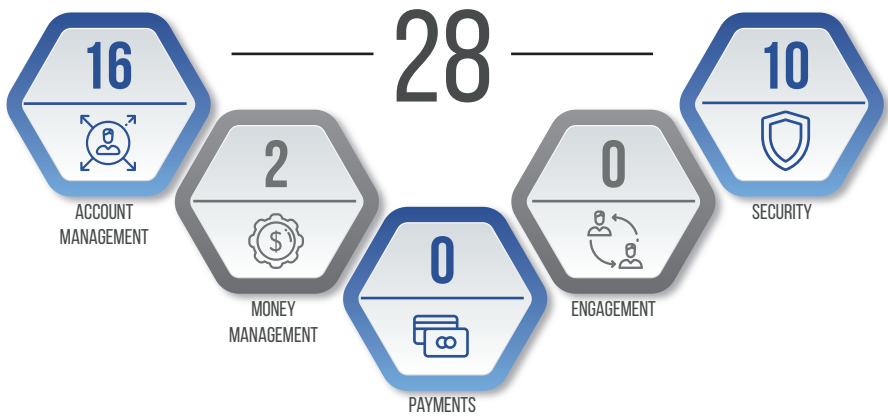 28
16
ACCOUNT
MANAGEMENT
2
MONEY
MANAGEMENT
0
PAYMENTS
0
ENGAGEMENT
10
SECURITY